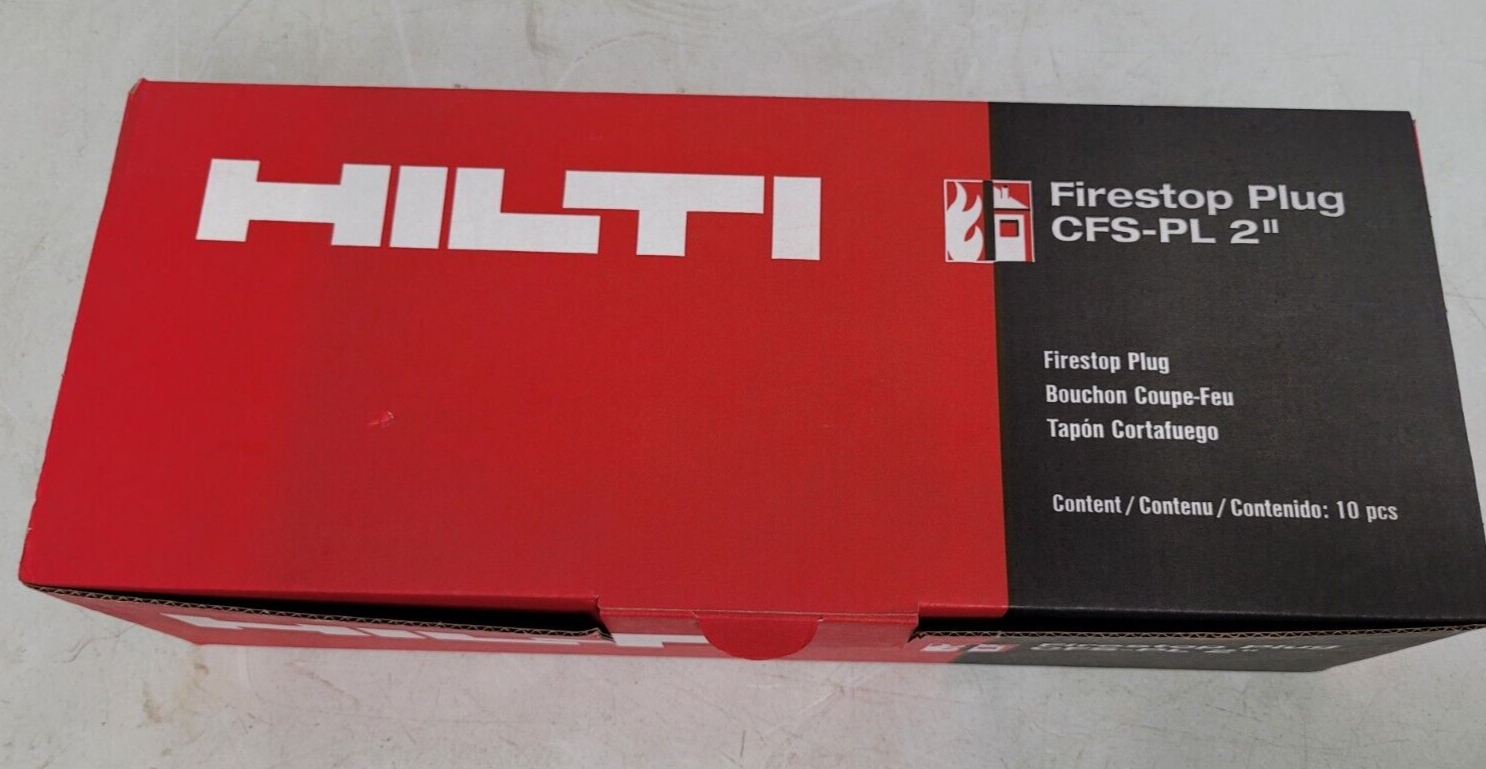 HILTI
Firestop Plug
CFS-PL 2"
Firestop Plug
Bouchon Coupe-Feu
Tapón Cortafuego
Content / Contenu / Contenido: 10 pcs